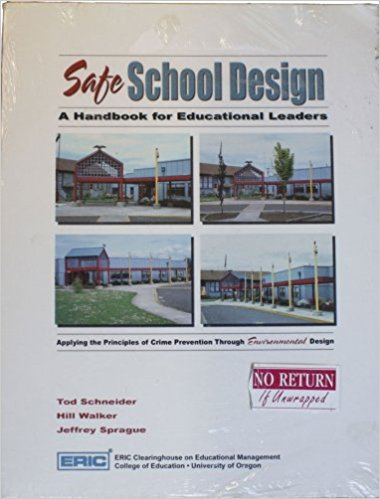 Safe School Design
A Handbook for Educational Leaders
Applying the Principles of Crime Prevention Through Environmental Design
Tod Schneider
Hill Walker
Jeffrey Sprague
NO RETURN
If Unwrapped
ERIC
ERIC Clearinghouse on Educational Management
College of Education • University of Oregon